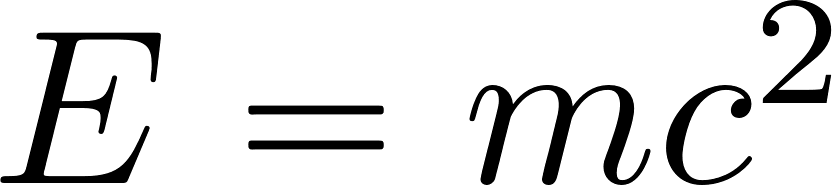 E = mc²